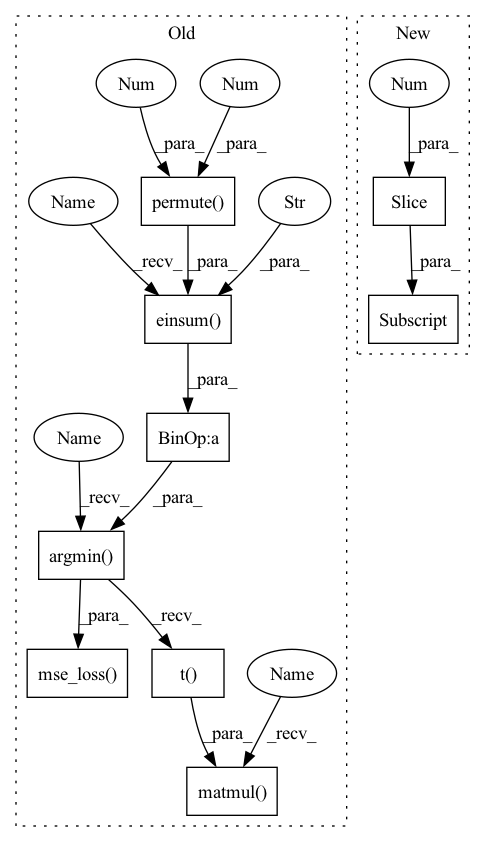 Old
New
Num
Num
Num
_para_
_para_
_para_
Name
permute()
Str
Slice
_recv_
_para_
_para_
_para_
einsum()
Subscript
_para_
Name
BinOp:a
_recv_
_para_
argmin()
_para_
_recv_
mse_loss()
t()
Name
_para_
_recv_
matmul()